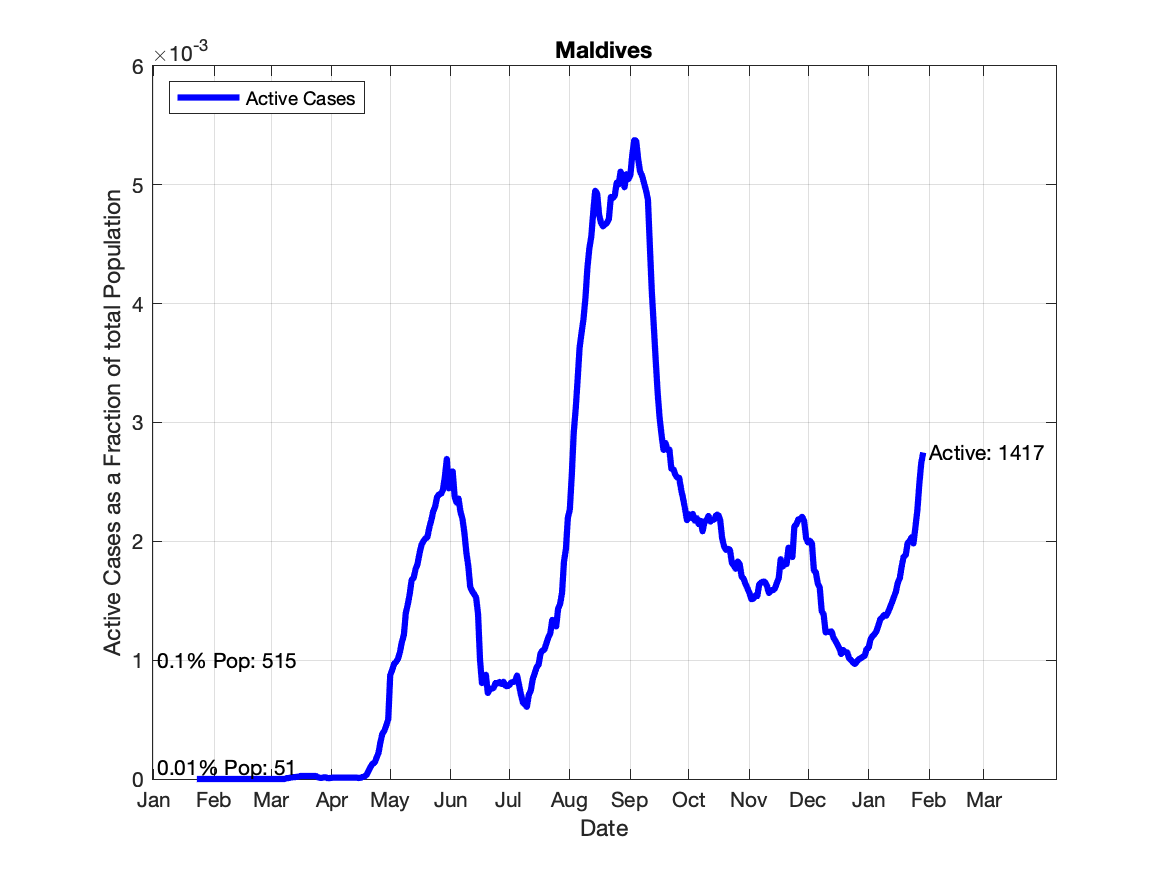 Maldives
×10-3
Active Cases
6
5
4
3
2
1
0
Active Cases as a Fraction of total Population
Active: 1417
0.1% Pop: 515
0.01% Pop: 51
Jan Feb Mar Apr May Jun Jul Aug Sep Oct Nov Dec Jan Feb Mar
Date